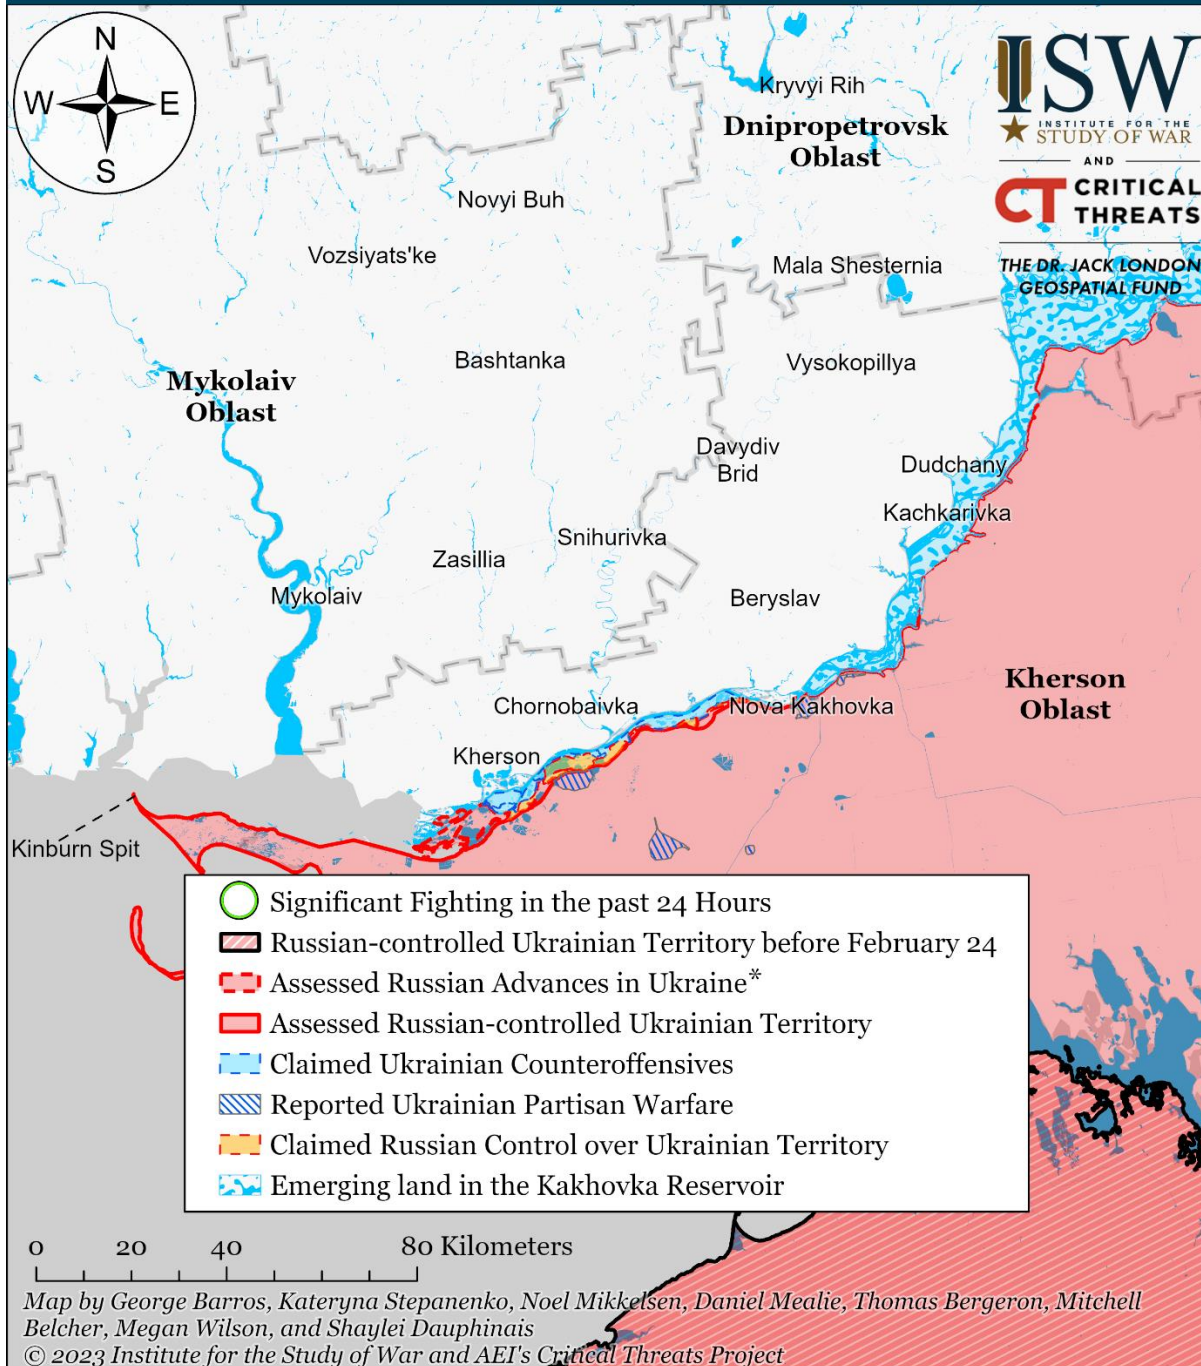 N
W
E
S
ISW
INSTITUTE FOR THE
STUDY OF WAR
AND
CT CRITICAL
THREATS
THE DR. JACK LONDON
GEOSPATIAL FUND
Kryvyi Rih
Dnipropetrovsk
Oblast
Novyi Buh
Vozsiyats'ke
Mala Shesternia
Bashtanka
Vysokopillya
Mykolaiv
Oblast
Davydiv
Brid
Dudchany
Kachkarivka
Snihurivka
Zasillia
Mykolaiv
Beryslav
Kherson
Oblast
Chornobaivka
Nova Kakhovka
Kherson
Kinburn Spit
Significant Fighting in the past 24 Hours
Russian-controlled Ukrainian Territory before February 24
Assessed Russian Advances in Ukraine*
Assessed Russian-controlled Ukrainian Territory
Claimed Ukrainian Counteroffensives
Reported Ukrainian Partisan Warfare
Claimed Russian Control over Ukrainian Territory
Emerging land in the Kakhovka Reservoir
0 20 40 80 Kilometers
Map by George Barros, Kateryna Stepanenko, Noel Mikkelsen, Daniel Mealie, Thomas Bergeron, Mitchell
Belcher, Megan Wilson, and Shaylei Dauphinais
© 2023 Institute for the Study of War and AEI's Critical Threats Project